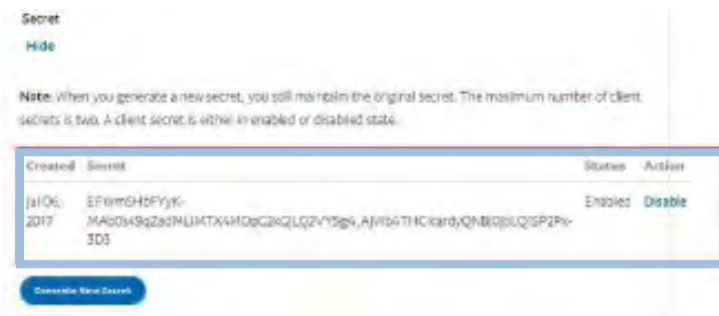 Secret
Hide
Note: When you generate a new secret, you still maintain the original secret. The maximum number of client
secrets is two. A client secret is either in enabled or disabled state.
Created Secret Status Action
Jul 06, Enabled Disable
2017
3D3
Generate New Secret